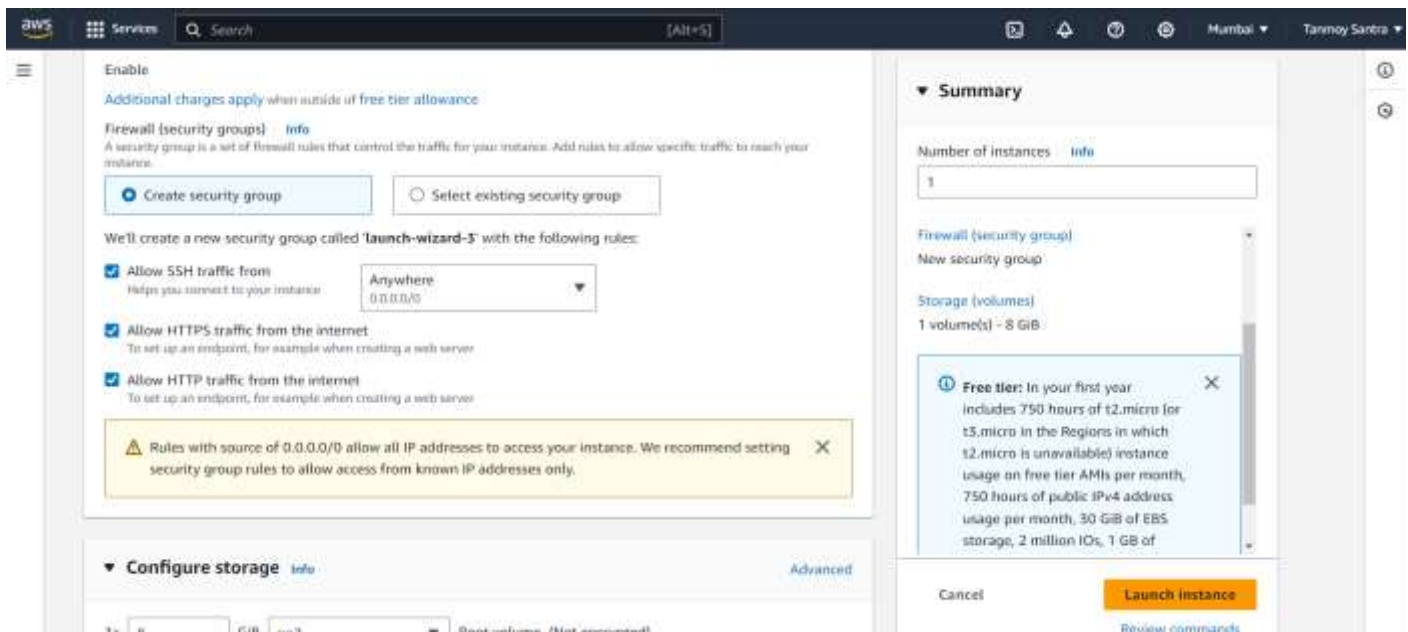 aws
Services
Search
[Alt+S]
Mumbai
Tanmoy Santra
Enable
Additional charges apply when outside of free tier allowance
Firewall (security groups) Info
A security group is a set of firewall rules that control the traffic for your instance. Add rules to allow specific traffic to reach your
instance.
Create security group
Select existing security group
We'll create a new security group called 'launch-wizard-3' with the following rules:
Allow SSH traffic from
Helps you connect to your instance
Anywhere
0.0.0.0/0
Allow HTTPS traffic from the internet
To set up an endpoint, for example when creating a web server
Allow HTTP traffic from the internet
To set up an endpoint, for example when creating a web server
Rules with source of 0.0.0.0/0 allow all IP addresses to access your instance. We recommend setting
security group rules to allow access from known IP addresses only.
Configure storage Info
Advanced
1x 8 GiB gp3 Root volume (Not encrypted)
Summary
Number of instances Info
1
Firewall (security group)
New security group
Storage (volumes)
1 volume(s) - 8 GiB
Free tier: In your first year
includes 750 hours of t2.micro (or
t3.micro in the Regions in which
t2.micro is unavailable) instance
usage on free tier AMIs per month,
750 hours of public IPv4 address
usage per month, 30 GiB of EBS
storage, 2 million IOs, 1 GB of
Cancel
Launch instance
Review commands